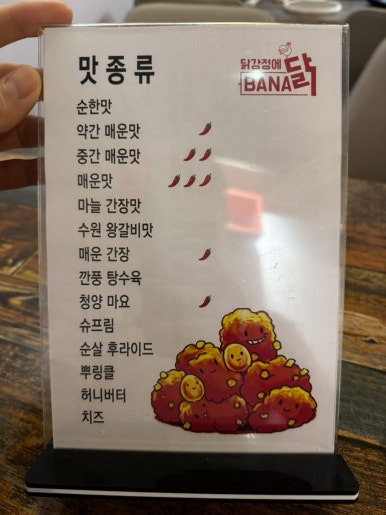 맛종류
닭강정에
BANA닭
순한맛
약간 매운맛
중간 매운맛
매운맛
마늘 간장맛
수원 왕갈비맛
매운 간장
깐풍 탕수육
청양 마요
슈프림
순살 후라이드
뿌링클
허니버터
치즈